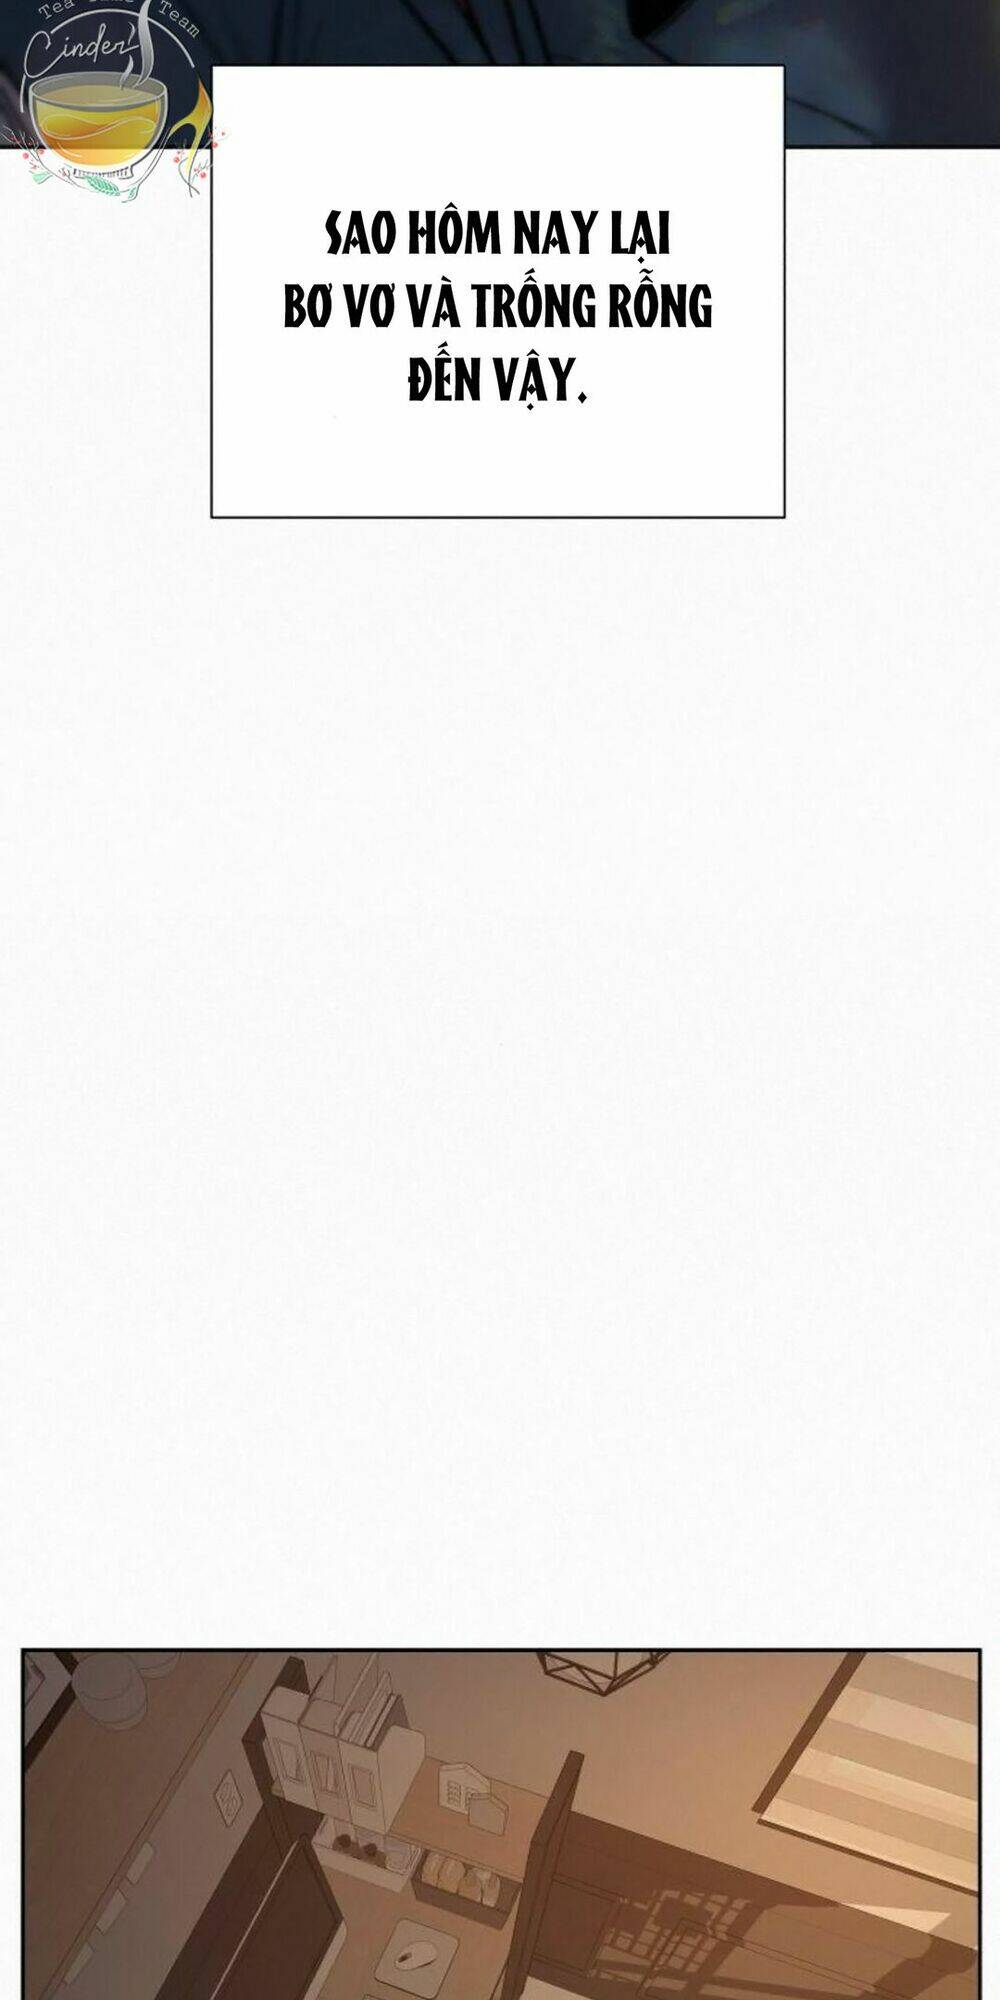 Tea Time Team
Cinder
SAO HÔM NAY LẠI
BƠ VƠ VÀ TRỐNG RỖNG
ĐẾN VẬY.